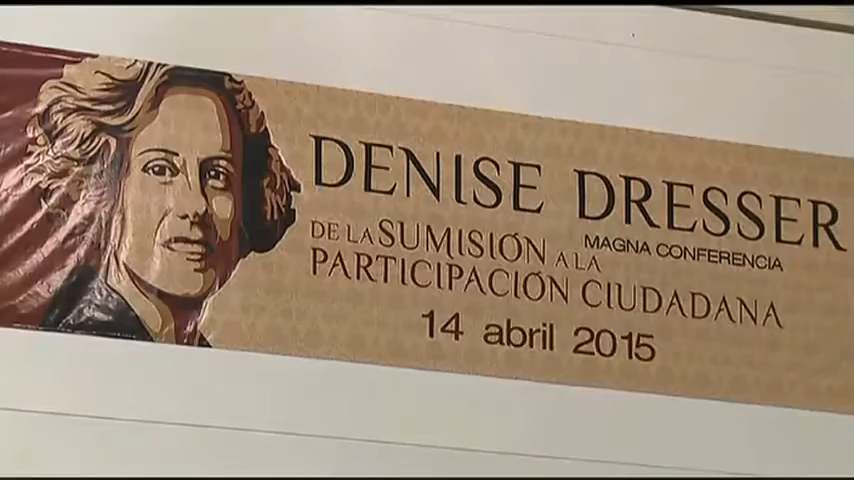 DENISE DRESSER
MAGNA CONFERENCIA
DE LA SUMISIÓN A LA
PARTICIPACIÓN CIUDADANA
14 abril 2015